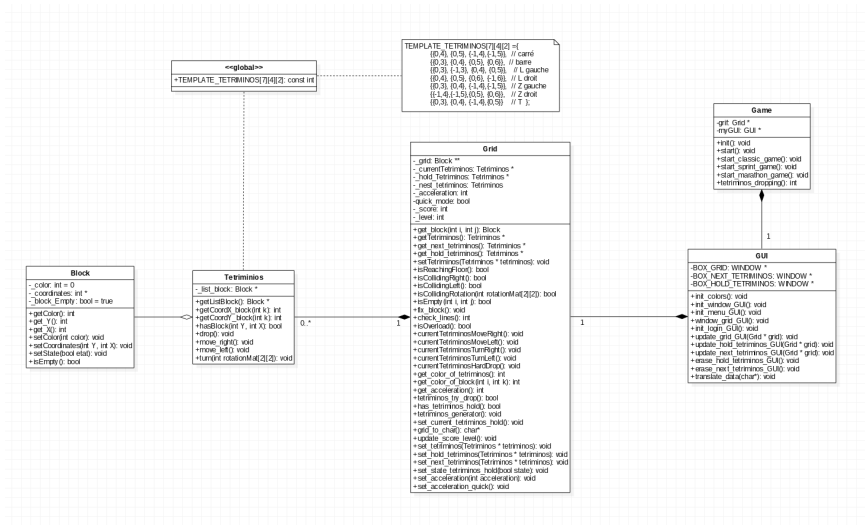 <<global>>
+TEMPLATE_TETRIMINOS[7][4][2]: const int
TEMPLATE_TETRIMINOS[7][4][2] ={
{{0,4}, {0,5}, {-1,4},{-1,5}}, // carré
{{0,3}, {0,4}, {0,5}, {0,6}}, // barre
{{0,3}, {-1,3}, {0,4}, {0,5}}, // L gauche
{{0,4}, {0,5}, {0,6}, {-1,6}}, // L droit
{{0,3}, {0,4}, {-1,4},{-1,5}}, // Z gauche
{{-1,4},{-1,5},{0,5}, {0,6}}, // Z droit
{{0,3}, {0,4}, {-1,4},{0,5}} // T };
Game
-grif: Grid *
-myGUI: GUI *
+init(): void
+start(): void
+start_classic_game(): void
+start_sprint_game(): void
+start_marathon_game(): void
+tetriminos_dropping(): int
1
Grid
-_grid: Block **
-_currentTetriminos: Tetriminos *
-_hold_Tetriminos: Tetriminos *
-_nest_tetriminos: Tetriminos
-_acceleration: int
-quick_mode: bool
-_score: int
-_level: int
+get_block(int i, int j): Block
+getTetriminos(): Tetriminos *
+get_next_tetriminos(): Tetriminios *
+get_hold_tetriminos(): Tetriminos *
+setTetriminos(Tetriminos * tetriminos): void
+isReachingFloor(): bool
+isCollidingRight(): bool
+isCollidingLeft(): bool
+isCollidingRotation(int rotationMat[2][2]): bool
+isEmpty(int i, int j): bool
+fix_block(): void
+check_lines(): int
+isOverload(): bool
+currentTetriminosMoveRight(): void
+currentTetriminosMoveLeft(): void
+currentTetriminosTurnRight(): void
+currentTetriminosTurnLeft(): void
+currentTetriminosHardDrop(): void
+get_color_of_tetriminos(): int
+get_color_of_block(int i, int k): int
+get_acceleration(): int
+tetriminos_try_drop(): bool
+has_tetriminos_hold(): bool
+tetriminos_generator(): void
+set_current_tetriminos_hold(): void
+grid_to_char(): char*
+update_score_level(): void
+set_tetriminos(Tetriminos * tetriminos): void
+set_hold_tetriminos(Tetriminos * tetriminos): void
+set_next_tetriminos(Tetriminos * tetriminos): void
+set_state_tetriminos_hold(bool state): void
+set_acceleration(int acceleration): void
+set_acceleration_quick(): void
GUI
-BOX_GRID: WINDOW *
-BOX_NEXT_TETRIMINOS: WINDOW *
-BOX_HOLD_TETRIMINOS: WINDOW *
+init_colors(): void
+init_window_GUI(): void
+init_menu_GUI(): void
+window_grid_GUI(): void
+init_login_GUI(): void
+update_grid_GUI(Grid * grid): void
+update_hold_tetriminos_GUI(Grid * grid): void
+update_next_tetriminos_GUI(Grid * grid): void
+erase_hold_tetriminos_GUI(): void
+erase_next_tetriminos_GUI(): void
+translate_data(char*): void
Block
-_color: int = 0
-_coordinates: int *
-_block_Empty: bool = true
+getColor(): int
+get_Y(): int
+get_X(): int
+setColor(int color): void
+setCoordinates(int Y, int X): void
+setState(bool etat): void
+isEmpty(): bool
Tetriminios
-_list_block: Block *
+getListBlock(): Block *
+getCoordX_block(int k): int
+getCoordY_block(int k): int
+hasBlock(int Y, int X): bool
+drop(): void
+move_right(): void
+move_left(): void
+turn(int rotationMat[2][2]): void
0..*
1
1